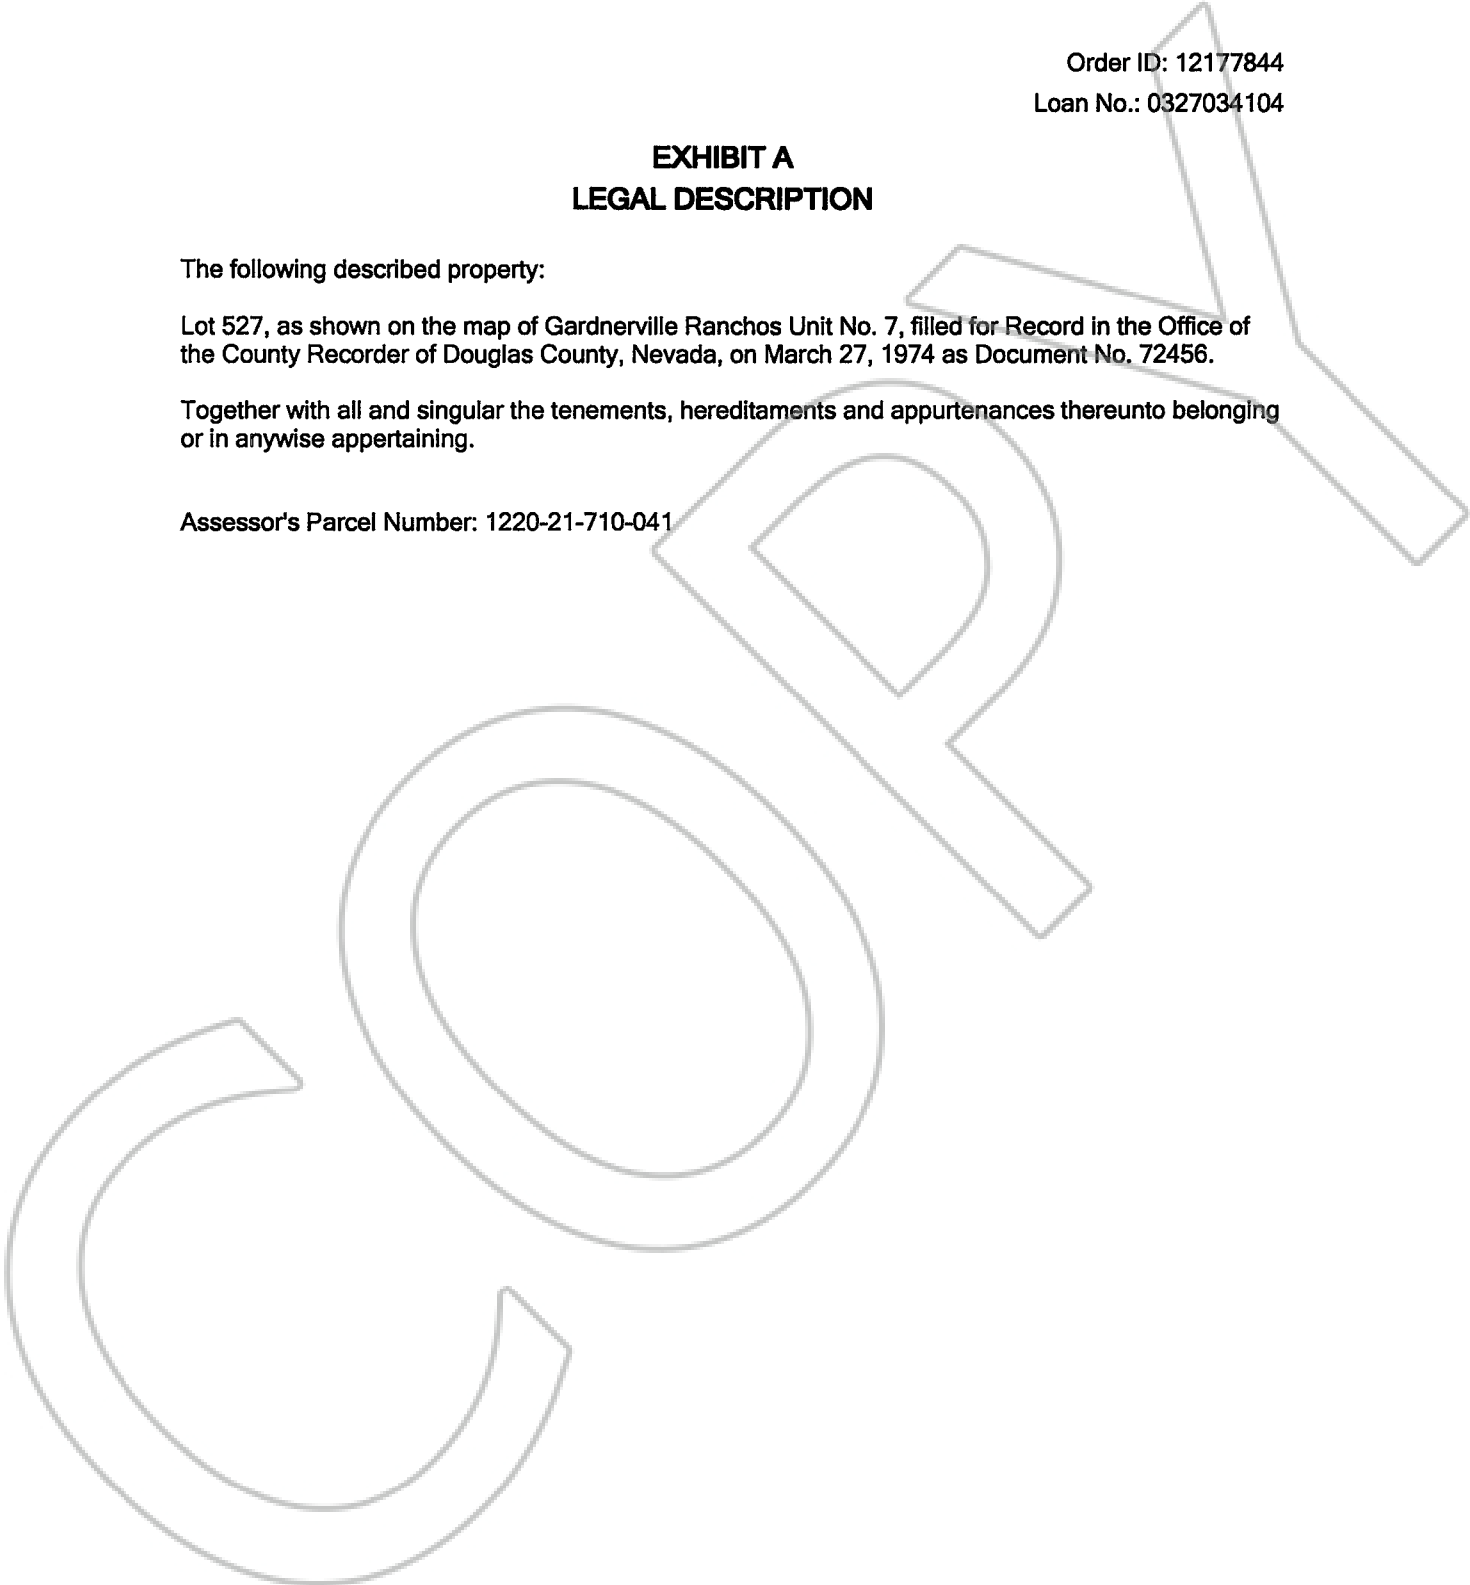 Order ID: 12177844
Loan No.: 0327034104
EXHIBIT A
LEGAL DESCRIPTION
The following described property:
Lot 527, as shown on the map of Gardnerville Ranchos Unit No. 7, filled for Record in the Office of
the County Recorder of Douglas County, Nevada, on March 27, 1974 as Document No. 72456.
Together with all and singular the tenements, hereditaments and appurtenances thereunto belonging
or in anywise appertaining.
Assessor's Parcel Number: 1220-21-710-041
COPY